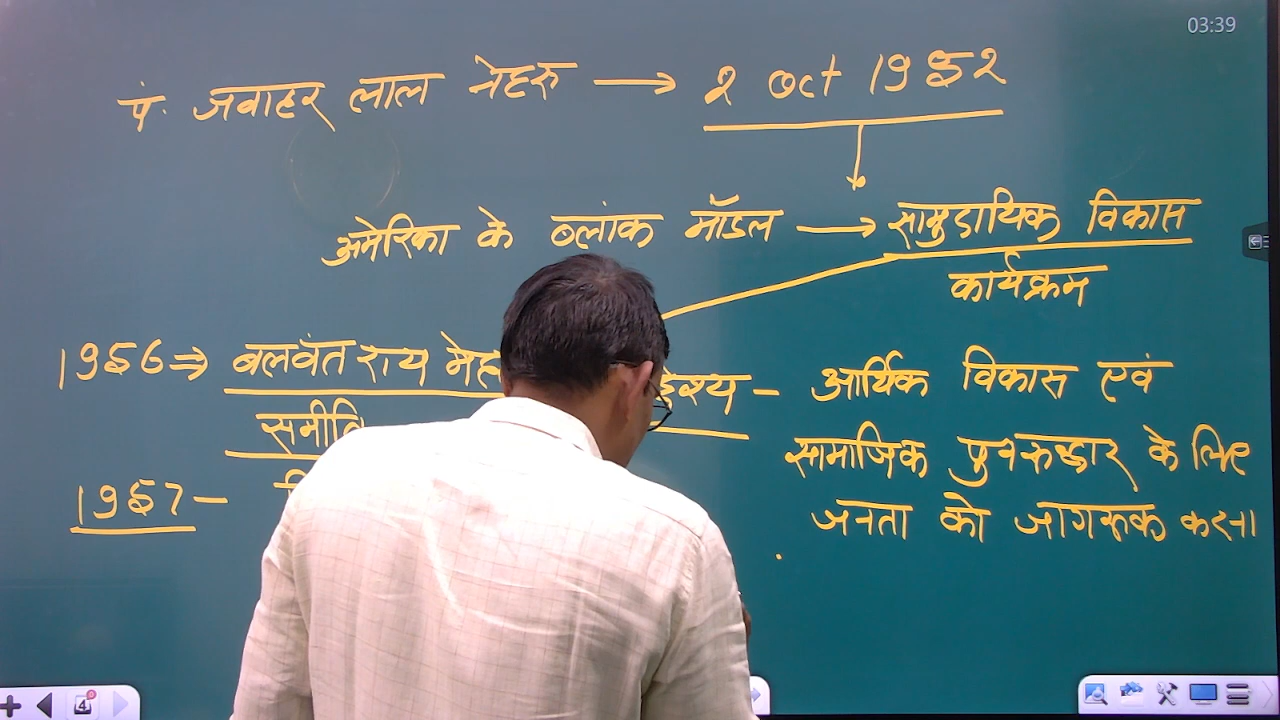 03:39
पं. जवाहर लाल नेहरु → 2 Oct 1952
अमेरिका के ब्लांक मॉडल → सामुदायिक विकास
कार्यक्रम
1956 ⇒ बलवंत राय मेह
समीति
आर्थिक विकास एवं
सामाजिक पुनरुद्धार के लिए
1957 –
जनता को जागरूक करना
4